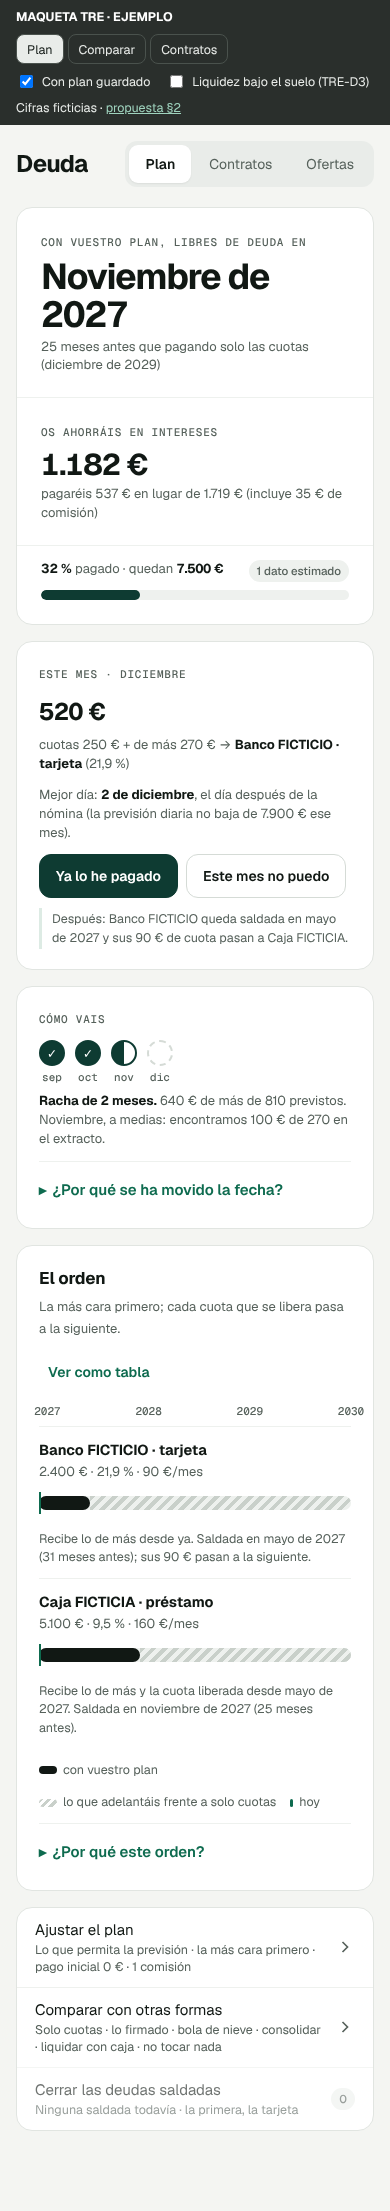 MAQUETA TRE · EJEMPLO
Plan Comparar Contratos
Con plan guardado Liquidez bajo el suelo (TRE-D3)
Cifras ficticias · propuesta §2
Deuda Plan Contratos Ofertas
CON VUESTRO PLAN, LIBRES DE DEUDA EN
Noviembre de
2027
25 meses antes que pagando solo las cuotas
(diciembre de 2029)
OS AHORRÁIS EN INTERESES
1.182 €
pagaréis 537 € en lugar de 1.719 € (incluye 35 € de
comisión)
32 % pagado · quedan 7.500 € 1 dato estimado
ESTE MES · DICIEMBRE
520 €
cuotas 250 € + de más 270 € → Banco FICTICIO ·
tarjeta (21,9 %)
Mejor día: 2 de diciembre, el día después de la
nómina (la previsión diaria no baja de 7.900 € ese
mes).
Ya lo he pagado Este mes no puedo
Después: Banco FICTICIO queda saldada en mayo
de 2027 y sus 90 € de cuota pasan a Caja FICTICIA.
CÓMO VAIS
✓ ✓
sep oct nov dic
Racha de 2 meses. 640 € de más de 810 previstos.
Noviembre, a medias: encontramos 100 € de 270 en
el extracto.
▸ ¿Por qué se ha movido la fecha?
El orden
La más cara primero; cada cuota que se libera pasa
a la siguiente.
Ver como tabla
2027 2028 2029 2030
Banco FICTICIO · tarjeta
2.400 € · 21,9 % · 90 €/mes
Recibe lo de más desde ya. Saldada en mayo de 2027
(31 meses antes); sus 90 € pasan a la siguiente.
Caja FICTICIA · préstamo
5.100 € · 9,5 % · 160 €/mes
Recibe lo de más y la cuota liberada desde mayo de
2027. Saldada en noviembre de 2027 (25 meses
antes).
con vuestro plan
lo que adelantáis frente a solo cuotas hoy
▸ ¿Por qué este orden?
Ajustar el plan
Lo que permita la previsión · la más cara primero ·
pago inicial 0 € · 1 comisión
Comparar con otras formas
Solo cuotas · lo firmado · bola de nieve · consolidar
· liquidar con caja · no tocar nada
Cerrar las deudas saldadas 0
Ninguna saldada todavía · la primera, la tarjeta